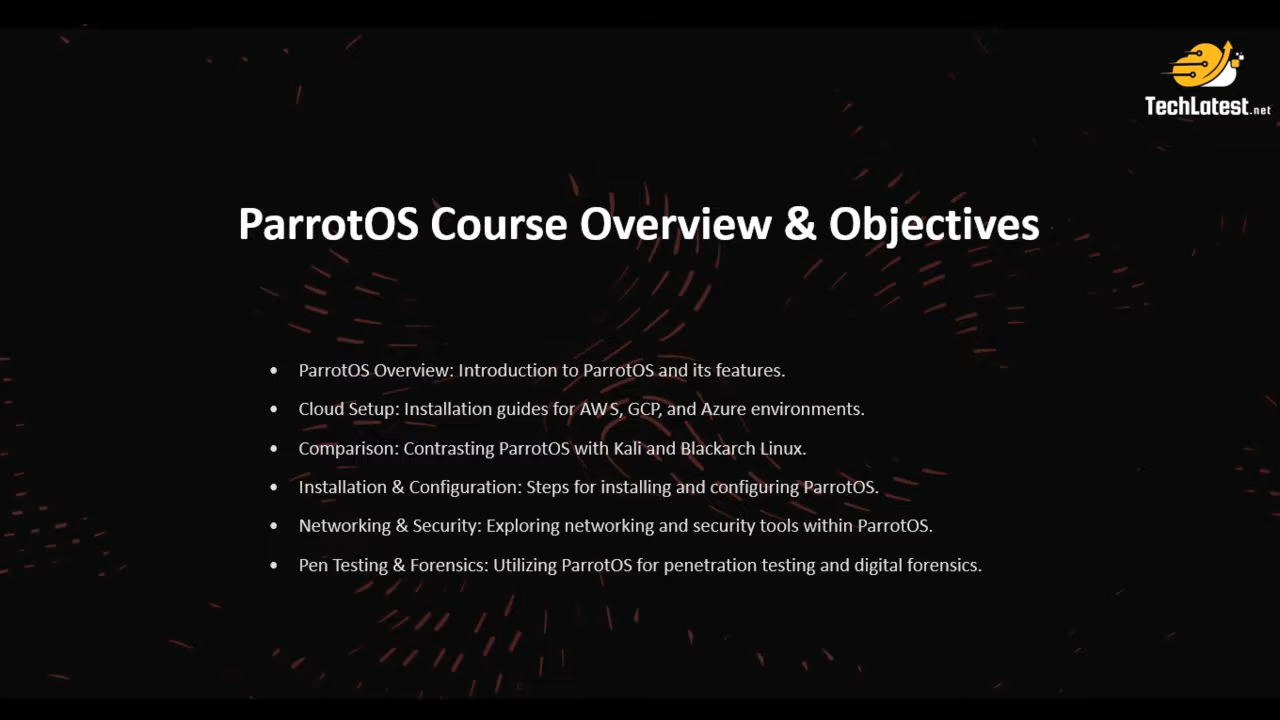 TechLatest.net
ParrotOS Course Overview & Objectives
• ParrotOS Overview: Introduction to ParrotOS and its features.
• Cloud Setup: Installation guides for AWS, GCP, and Azure environments.
• Comparison: Contrasting ParrotOS with Kali and Blackarch Linux.
• Installation & Configuration: Steps for installing and configuring ParrotOS.
• Networking & Security: Exploring networking and security tools within ParrotOS.
• Pen Testing & Forensics: Utilizing ParrotOS for penetration testing and digital forensics.